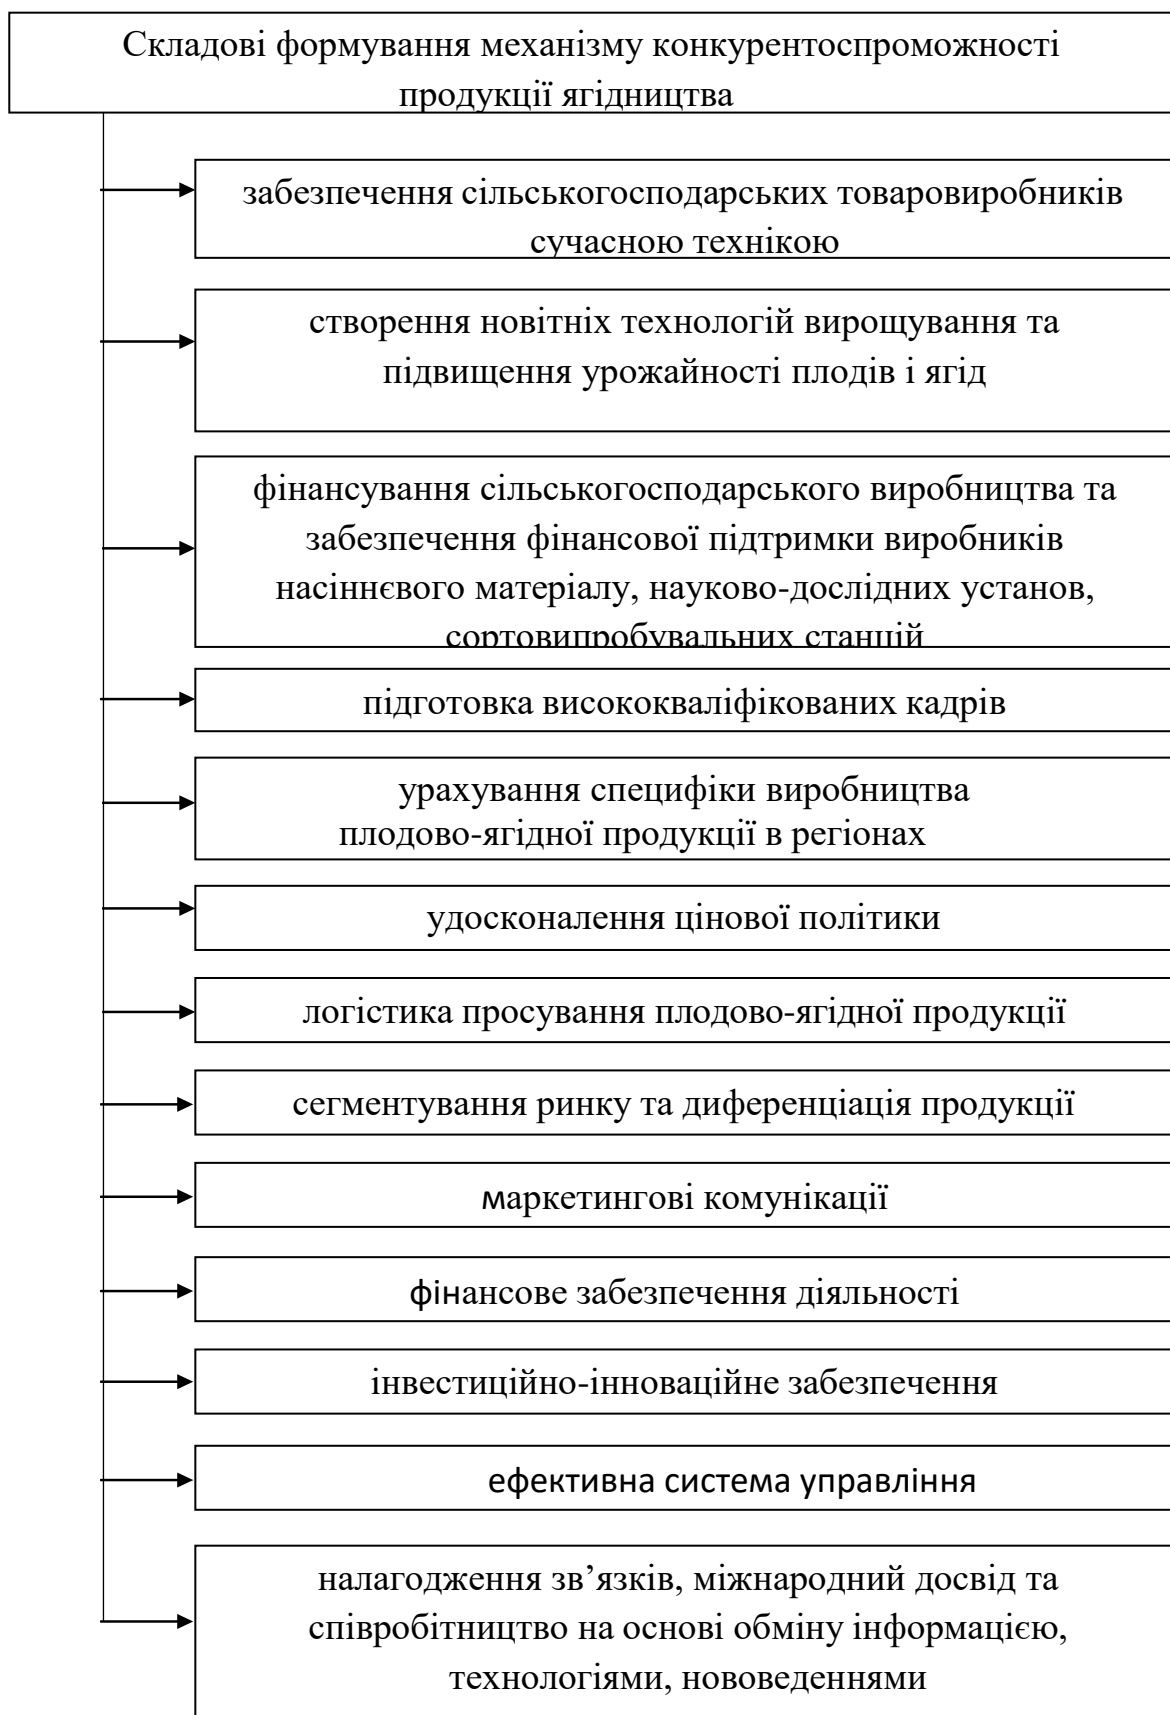 Складові формування механізму конкурентоспроможності
продукції ягідництва
забезпечення сільськогосподарських товаровиробників
сучасною технікою
створення новітніх технологій вирощування та
підвищення урожайності плодів і ягід
фінансування сільськогосподарського виробництва та
забезпечення фінансової підтримки виробників
насіннєвого матеріалу, науково-дослідних установ,
сортовипробувальних станцій
підготовка висококваліфікованих кадрів
урахування специфіки виробництва
плодово-ягідної продукції в регіонах
удосконалення цінової політики
логістика просування плодово-ягідної продукції
сегментування ринку та диференціація продукції
маркетингові комунікації
фінансове забезпечення діяльності
інвестиційно-інноваційне забезпечення
ефективна система управління
налагодження зв’язків, міжнародний досвід та
співробітництво на основі обміну інформацією,
технологіями, нововеденнями